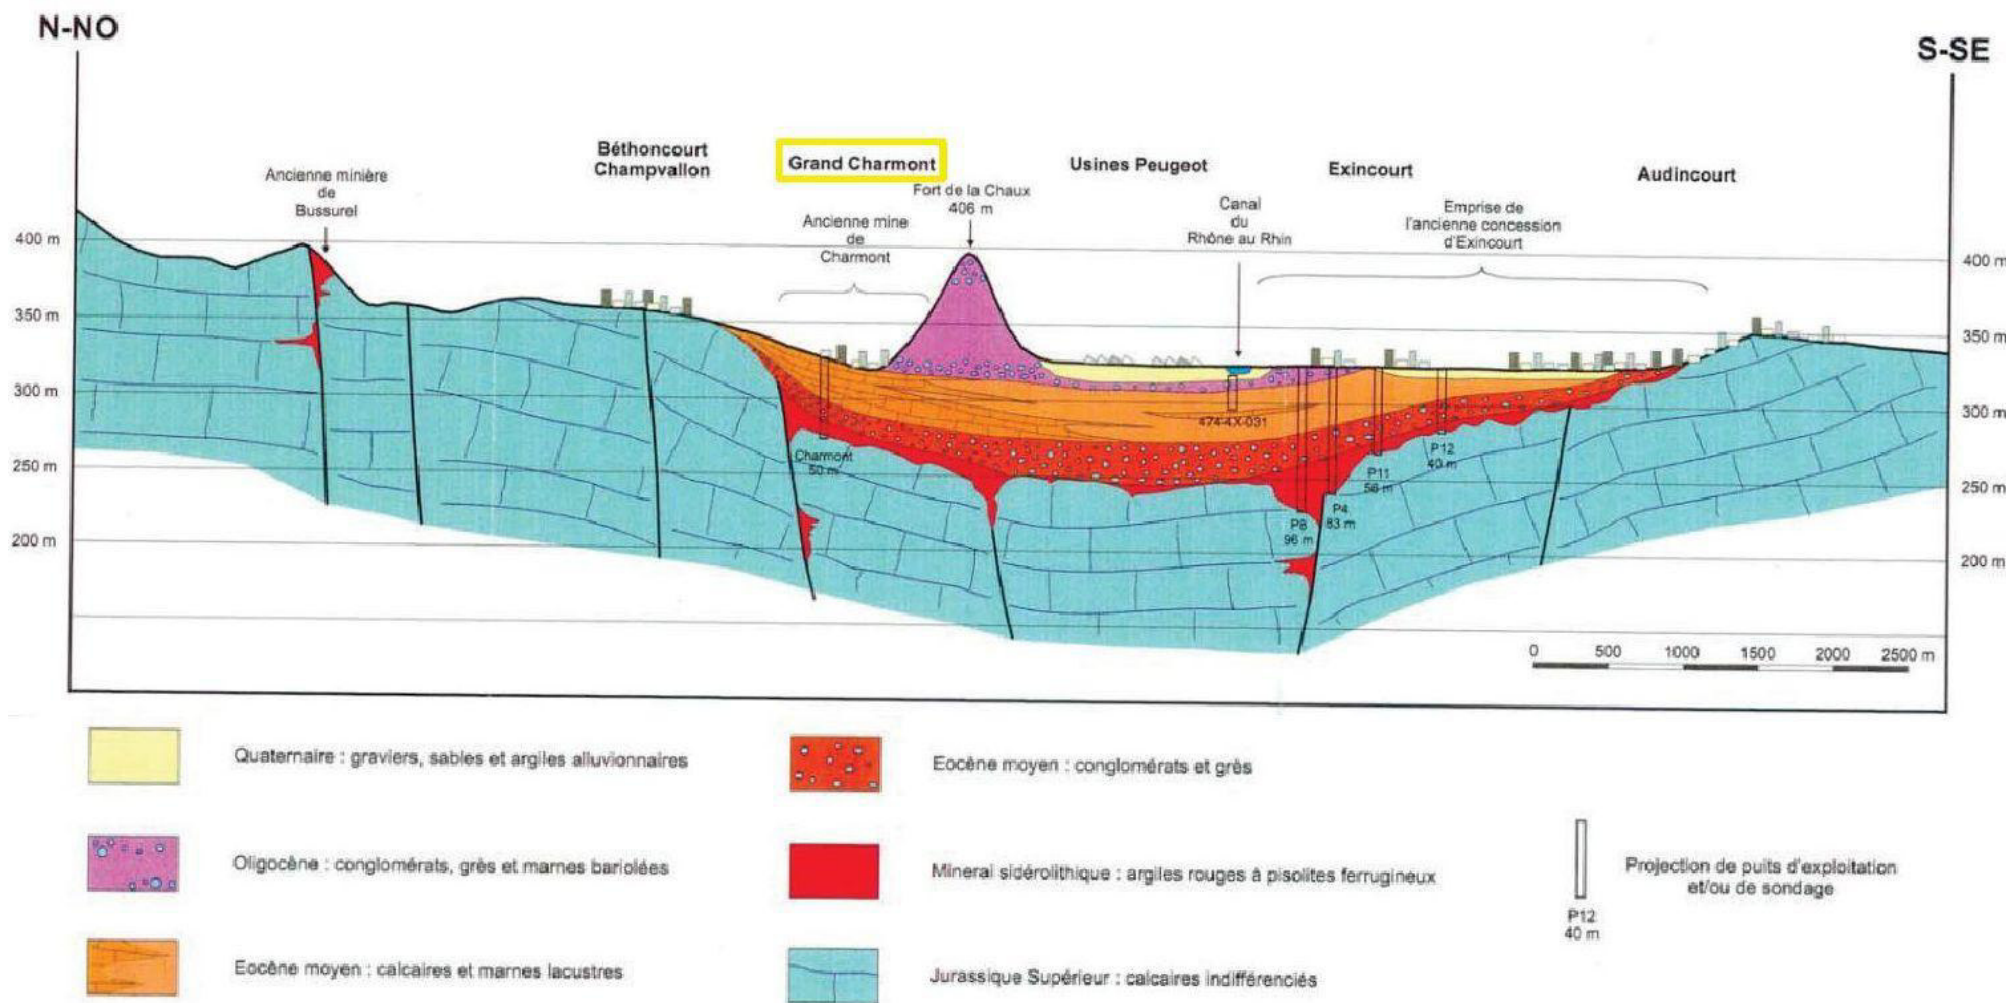 N-NO
S-SE
Béthoncourt
Champvallon
Grand Charmont
Usines Peugeot
Exincourt
Audincourt
Ancienne minière
de
Bussurel
Fort de la Chaux
406 m
Ancienne mine
de
Charmont
Canal
du
Rhône au Rhin
Emprise de
l'ancienne concession
d'Exincourt
400 m
350 m
300 m
250 m
200 m
400 m
350 m
300 m
250 m
200 m
Charmont
50 m
474-4X-031
P8
96 m
P4
83 m
P11
56 m
P12
40 m
0 500 1000 1500 2000 2500 m
Quaternaire : graviers, sables et argiles alluvionnaires
Oligocène : conglomérats, grès et marnes bariolées
Eocène moyen : calcaires et marnes lacustres
Eocène moyen : conglomérats et grès
Minerai sidérolithique : argiles rouges à pisolites ferrugineux
Jurassique Supérieur : calcaires indifférenciés
P12
40 m
Projection de puits d'exploitation
et/ou de sondage